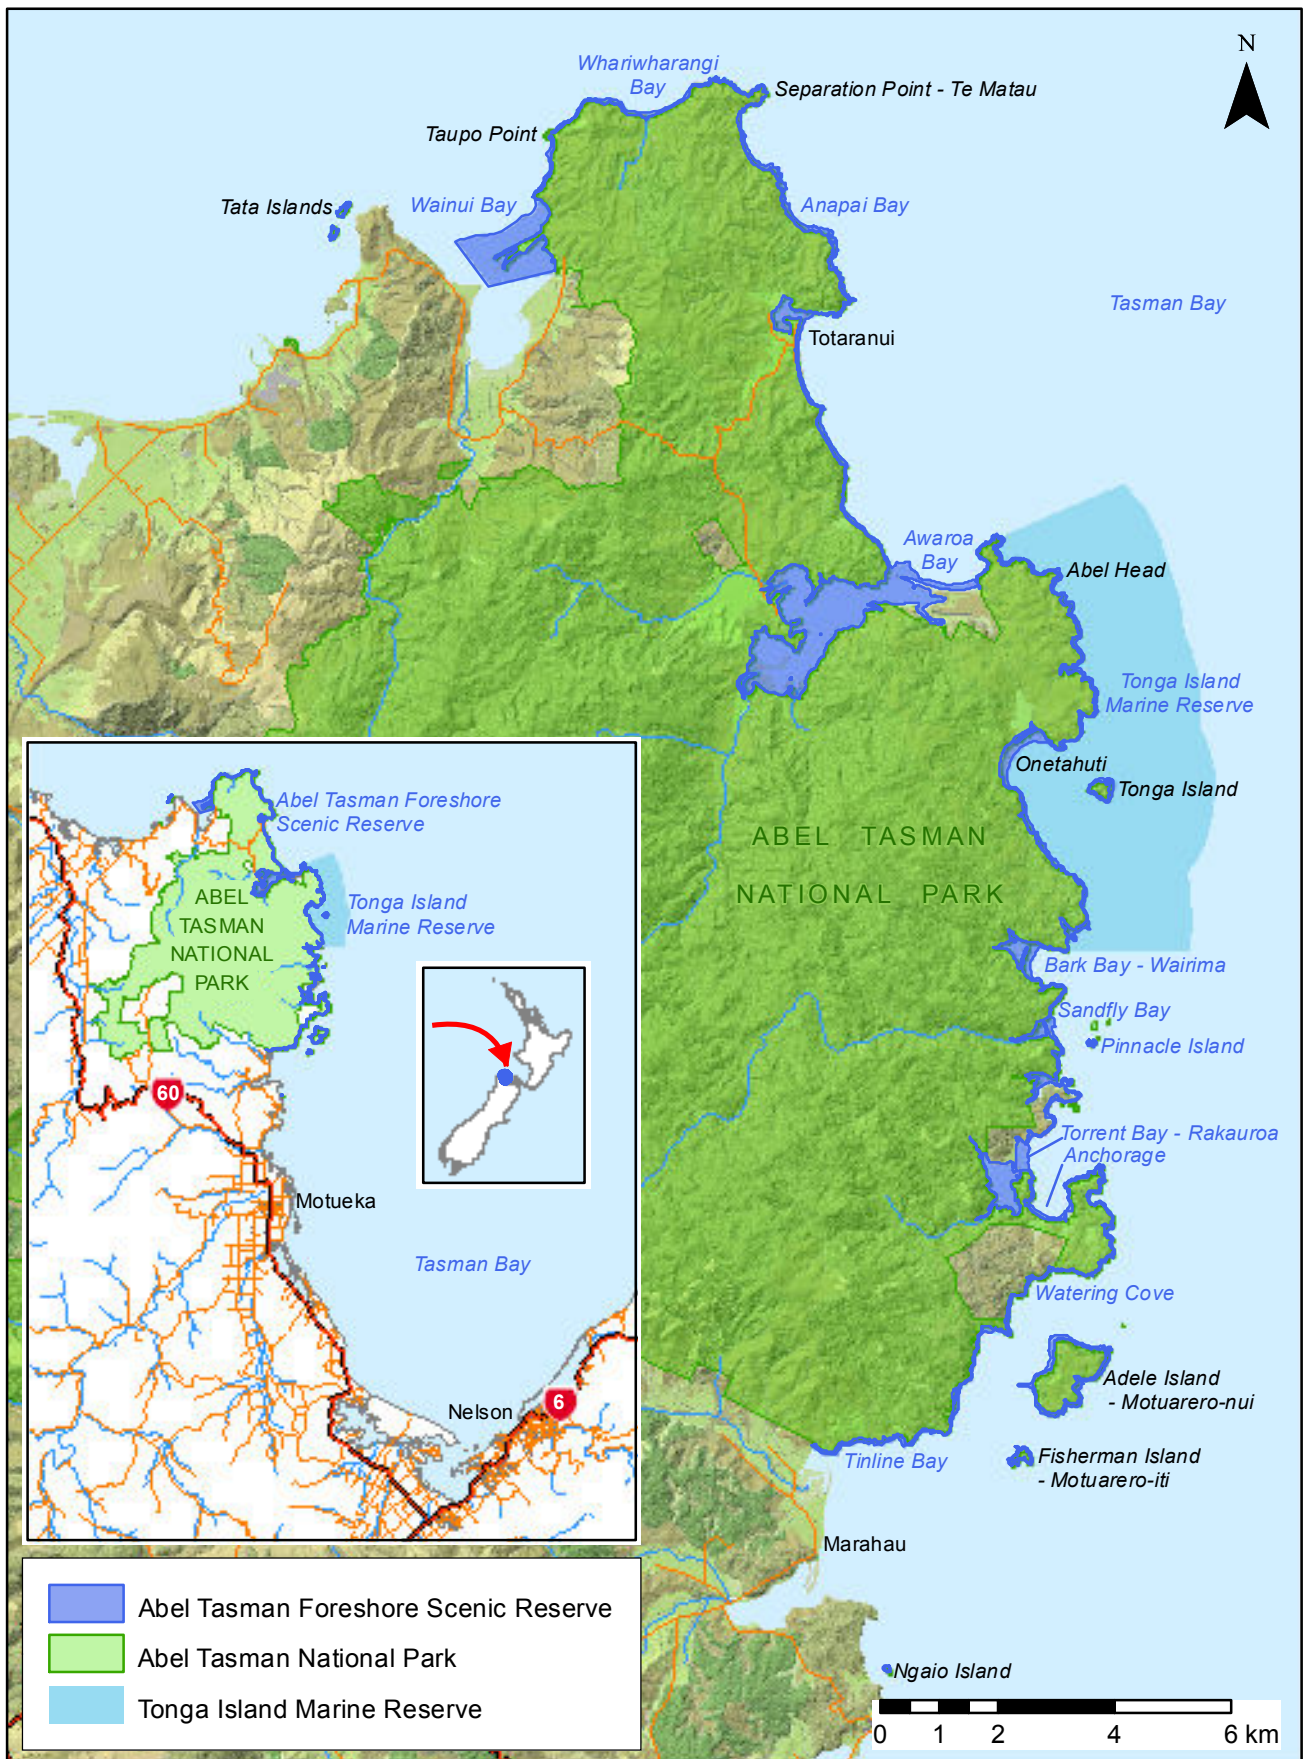 N
Whariwharangi
Bay
Separation Point - Te Matau
Taupo Point
Tata Islands
Wainui Bay
Anapai Bay
Tasman Bay
Totaranui
Awaroa
Bay
Abel Head
Tonga Island
Marine Reserve
Onetahuti
Tonga Island
ABEL TASMAN
NATIONAL PARK
Bark Bay - Wairima
Sandfly Bay
Pinnacle Island
Torrent Bay - Rakauroa
Anchorage
Watering Cove
Adele Island
- Motuarero-nui
Fisherman Island
- Motuarero-iti
Tinline Bay
Marahau
Ngaio Island
0 1 2 4 6 km
Abel Tasman Foreshore
Scenic Reserve
ABEL
TASMAN
NATIONAL
PARK
Tonga Island
Marine Reserve
60
Motueka
Tasman Bay
Nelson
6
Abel Tasman Foreshore Scenic Reserve
Abel Tasman National Park
Tonga Island Marine Reserve